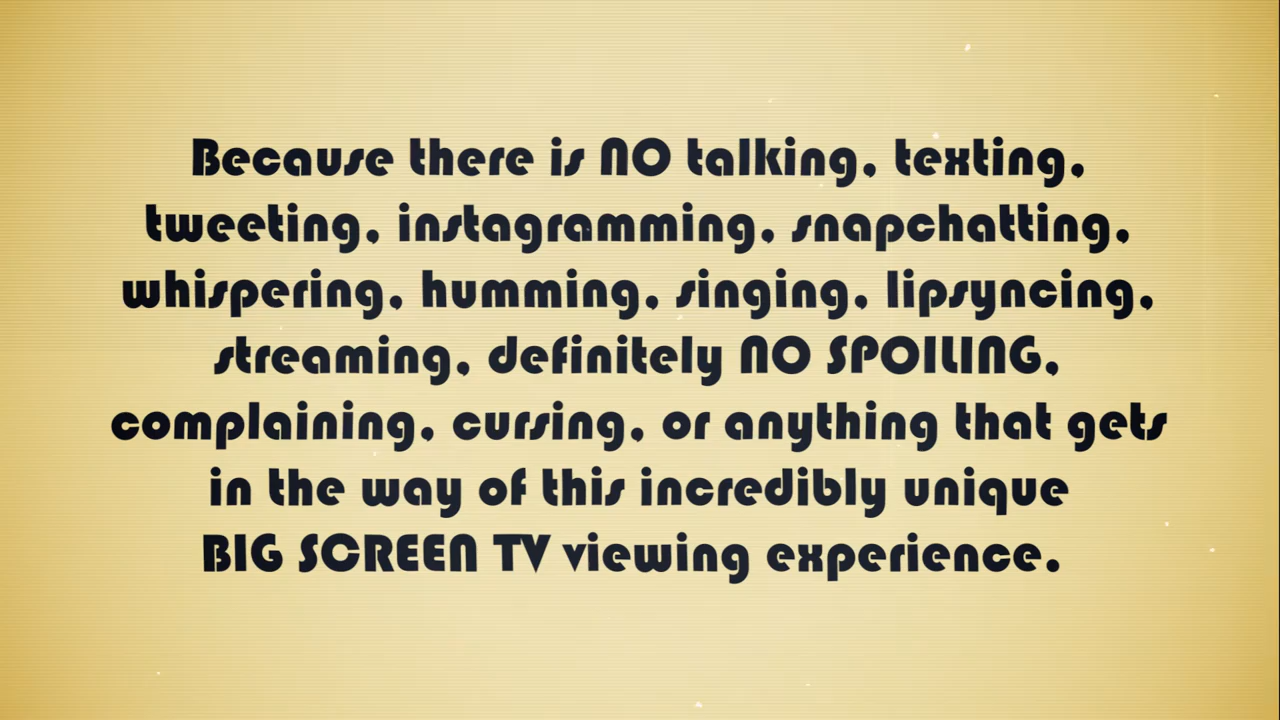 Because there is NO talking, texting,
tweeting, instagramming, snapchatting,
whispering, humming, singing, lipsyncing,
streaming, definitely NO SPOILING,
complaining, cursing, or anything that gets
in the way of this incredibly unique
BIG SCREEN TV viewing experience.